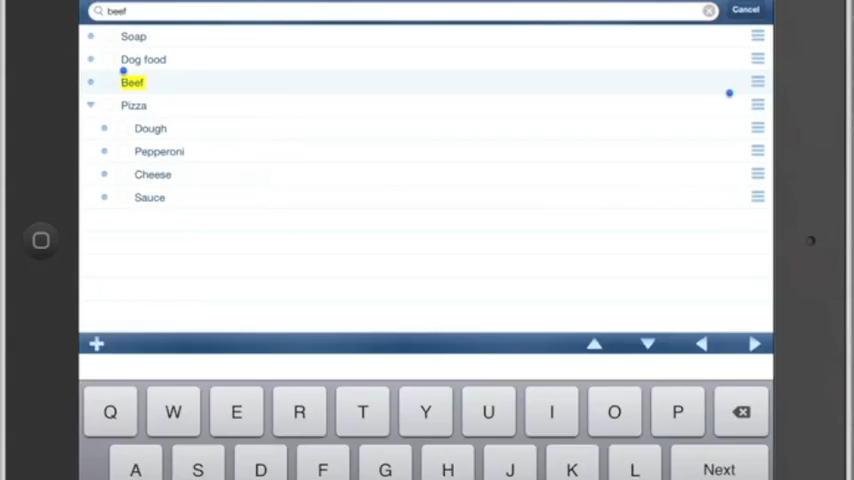 beef
Cancel
Soap
Dog food
Beef
Pizza
Dough
Pepperoni
Cheese
Sauce
Q W E R T Y U I O P
A S D F G H J K L Next